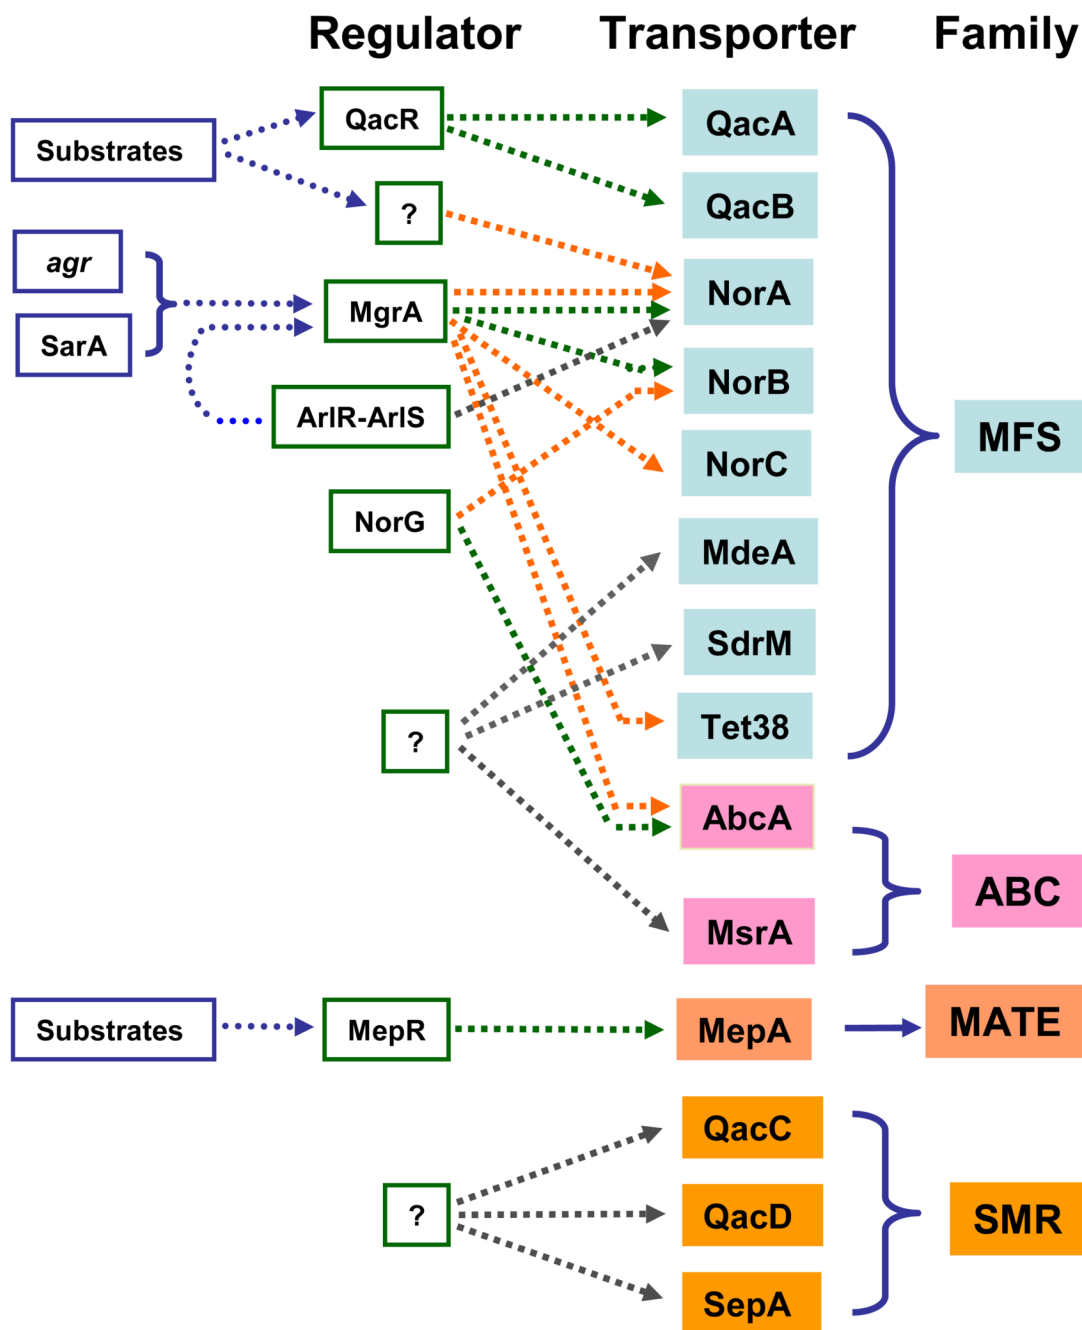 Regulator Transporter Family
QacR
QacA
Substrates
?
QacB
agr
NorA
MgrA
SarA
NorB
ArlR-ArlS
MFS
NorC
NorG
MdeA
SdrM
Tet38
?
AbcA
ABC
MsrA
Substrates
MepR
MepA
MATE
QacC
?
QacD
SMR
SepA